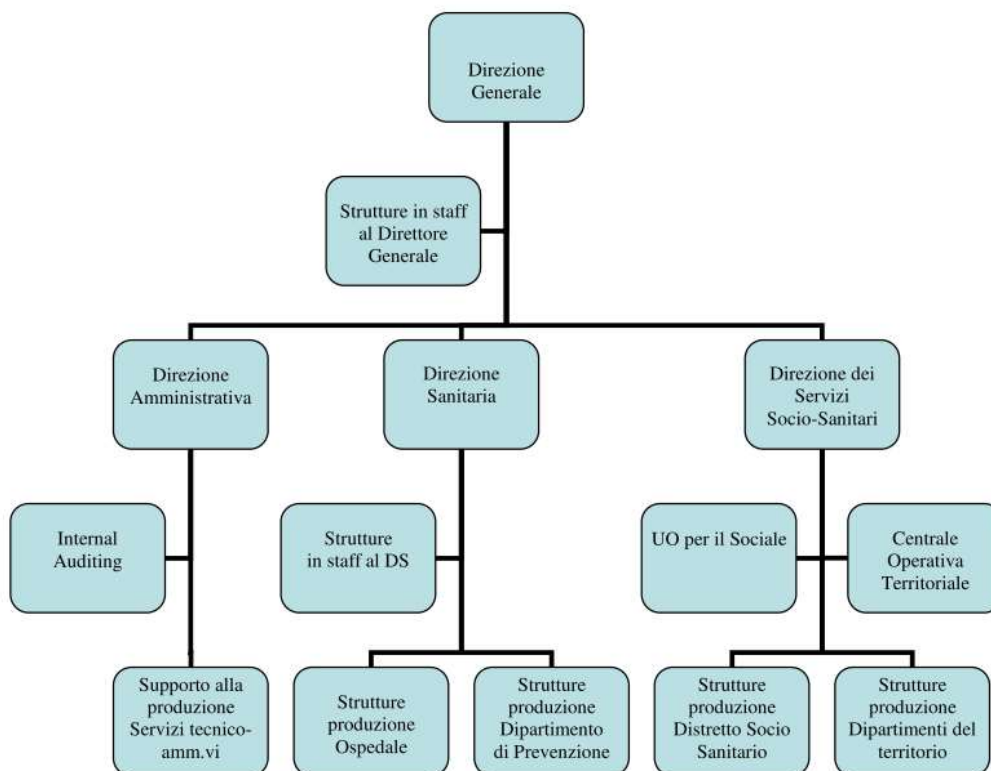 Direzione
Generale
Strutture in staff
al Direttore
Generale
Direzione
Amministrativa
Direzione
Sanitaria
Direzione dei
Servizi
Socio-Sanitari
Internal
Auditing
Strutture
in staff al DS
UO per il Sociale
Centrale
Operativa
Territoriale
Supporto alla
produzione
Servizi tecnico-
amm.vi
Strutture
produzione
Ospedale
Strutture
produzione
Dipartimento
di Prevenzione
Strutture
produzione
Distretto Socio
Sanitario
Strutture
produzione
Dipartimenti del
territorio